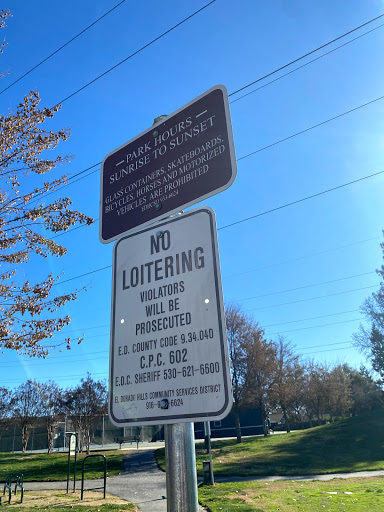 — PARK HOURS —
SUNRISE TO SUNSET
GLASS CONTAINERS, SKATEBOARDS,
BICYCLES, HORSES AND MOTORIZED
VEHICLES ARE PROHIBITED
NO
LOITERING
VIOLATORS
WILL BE
PROSECUTED
E.D. COUNTY CODE 9.34.04D
C.P.C. 602
E.D.C. SHERIFF 530-621-6600
EL DORADO HILLS COMMUNITY SERVICES DISTRICT